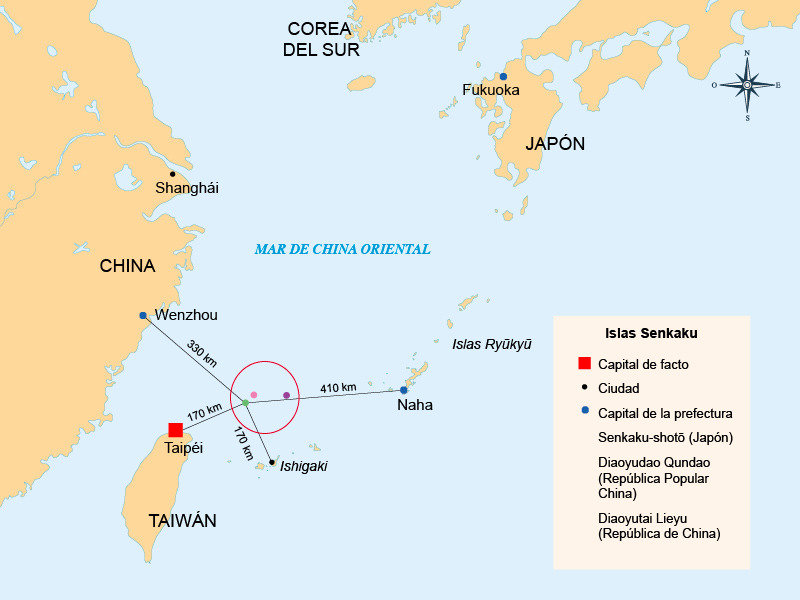 COREA
DEL SUR
N
O
E
S
Fukuoka
JAPÓN
Shanghái
MAR DE CHINA ORIENTAL
CHINA
Wenzhou
330 km
Islas Ryūkyū
410 km
Naha
170 km
Taipéi
170 km
Ishigaki
TAIWÁN
Islas Senkaku
Capital de facto
Ciudad
Capital de la prefectura
Senkaku-shotō (Japón)
Diaoyudao Qundao
(República Popular
China)
Diaoyutai Lieyu
(República de China)